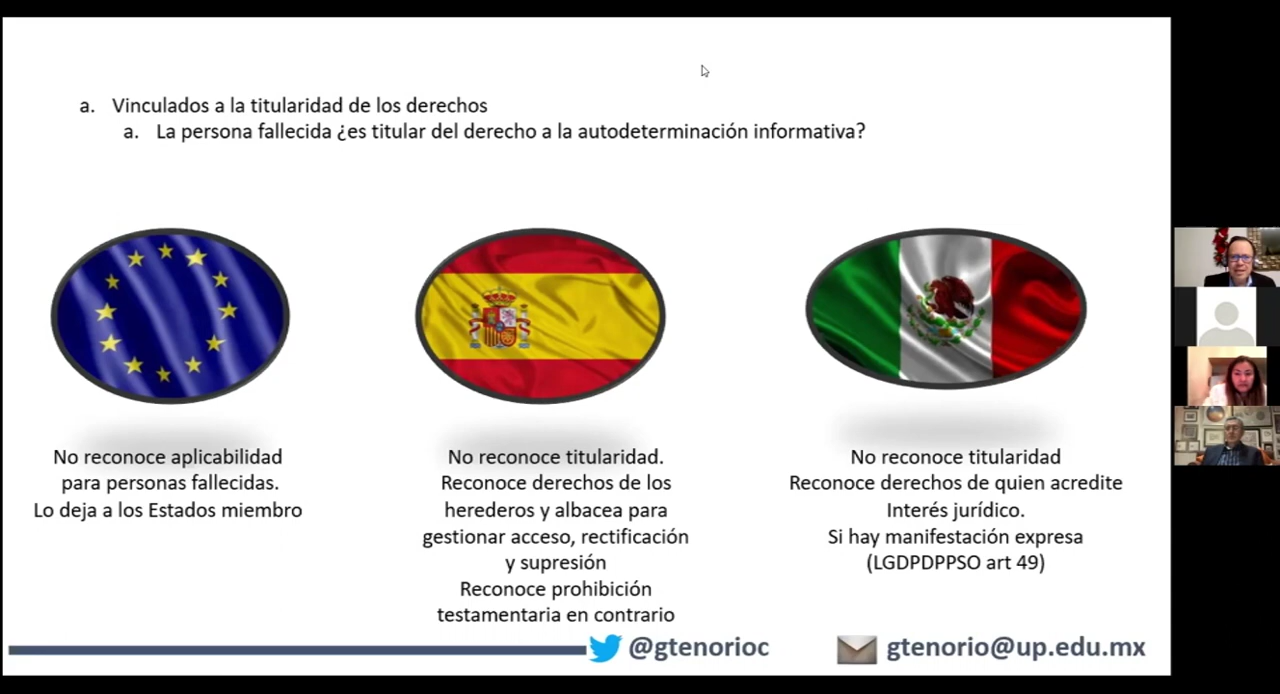 a. Vinculados a la titularidad de los derechos
a. La persona fallecida ¿es titular del derecho a la autodeterminación informativa?
No reconoce aplicabilidad
para personas fallecidas.
Lo deja a los Estados miembro
No reconoce titularidad.
Reconoce derechos de los
herederos y albacea para
gestionar acceso, rectificación
y supresión
Reconoce prohibición
testamentaria en contrario
No reconoce titularidad
Reconoce derechos de quien acredite
Interés jurídico.
Si hay manifestación expresa
(LGDPDPPSO art 49)
@gtenorioc
gtenorio@up.edu.mx